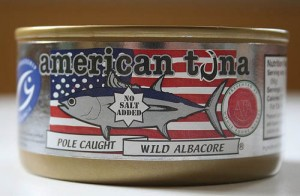 american tuna
NO
SALT
ADDED
POLE CAUGHT
WILD ALBACORE